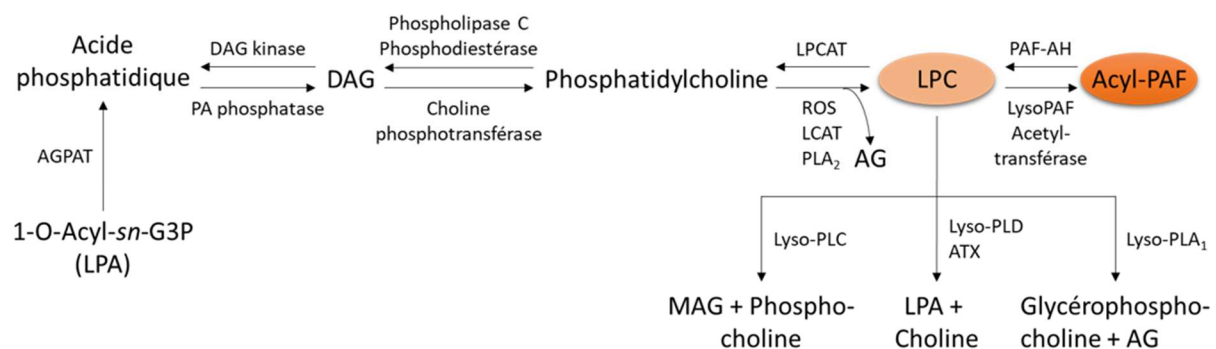 Acide
phosphatidique
DAG kinase
PA phosphatase
DAG
Phospholipase C
Phosphodiestérase
Choline
phosphotransférase
Phosphatidylcholine
LPCAT
ROS
LCAT
PLA₂
AG
LPC
PAF-AH
LysoPAF
Acetyl-
transférase
Acyl-PAF
AGPAT
1-O-Acyl-sn-G3P
(LPA)
Lyso-PLC
Lyso-PLD
ATX
Lyso-PLA₁
MAG + Phospho-
choline
LPA +
Choline
Glycérophospho-
choline + AG